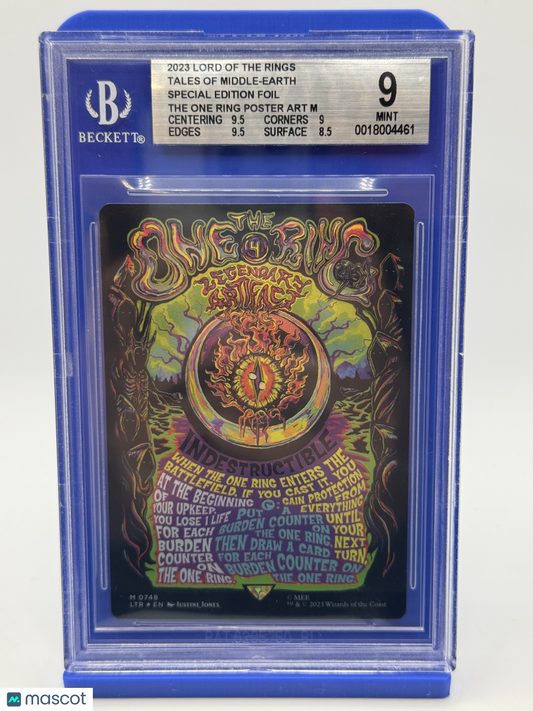 2023 LORD OF THE RINGS
TALES OF MIDDLE-EARTH
SPECIAL EDITION FOIL
THE ONE RING POSTER ART M
CENTERING 9.5 CORNERS 9
EDGES 9.5 SURFACE 8.5
9
MINT
0018004461
B
BECKETT®
THE
ONE RING
4
LEGENDARY
ARTIFACT
INDESTRUCTIBLE
WHEN THE ONE RING ENTERS THE
BATTLEFIELD, IF YOU CAST IT, YOU
GAIN PROTECTION
FROM
EVERYTHING
UNTIL
YOUR
NEXT
TURN.
AT THE BEGINNING
OF YOUR UPKEEP,
YOU LOSE 1 LIFE
FOR EACH
BURDEN
COUNTER
ON
THE ONE RING.
: PUT A
BURDEN COUNTER
ON
THE ONE RING,
THEN DRAW A CARD
FOR EACH
BURDEN COUNTER ON
THE ONE RING.
M 0748
LTR ★ EN JUSTINE JONES
© MEE
™ & © 2023 Wizards of the Coast
mascot